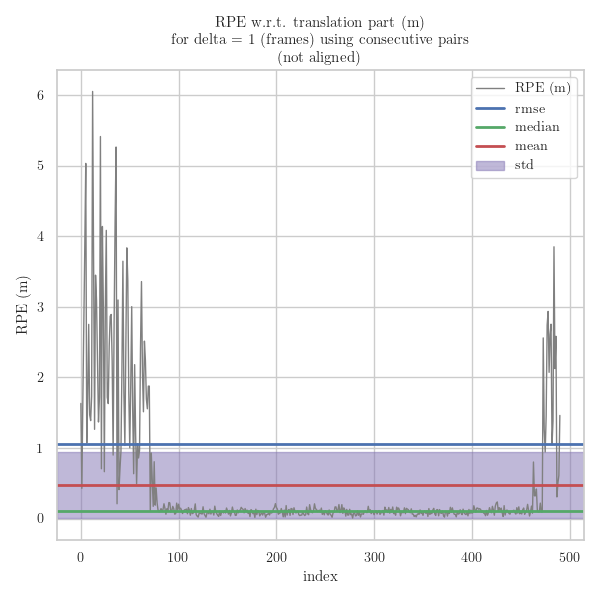 RPE w.r.t. translation part (m)
for delta = 1 (frames) using consecutive pairs
(not aligned)
RPE (m)
rmse
median
mean
std
6
5
4
3
2
1
0
RPE (m)
0
100
200
300
400
500
index